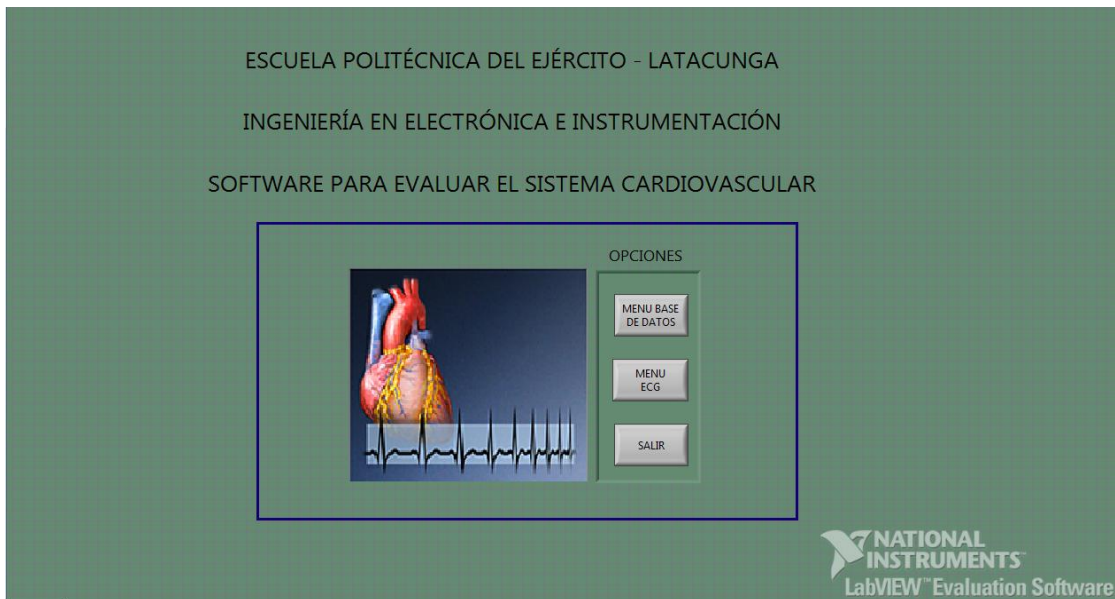 ESCUELA POLITÉCNICA DEL EJÉRCITO - LATACUNGA
INGENIERÍA EN ELECTRÓNICA E INSTRUMENTACIÓN
SOFTWARE PARA EVALUAR EL SISTEMA CARDIOVASCULAR
OPCIONES
MENU BASE
DE DATOS
MENU
ECG
SALIR
NATIONAL
INSTRUMENTS
LabVIEW™ Evaluation Software